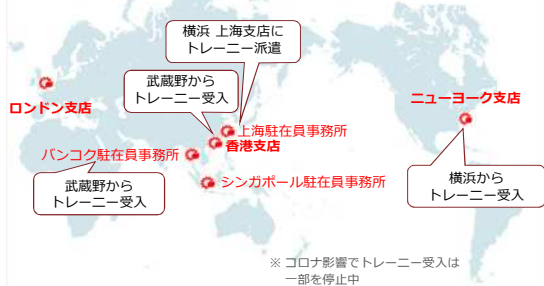 横浜 上海支店に
トレーニー派遣
武蔵野から
トレーニー受入
ロンドン支店
ニューヨーク支店
上海駐在員事務所
香港支店
バンコク駐在員事務所
シンガポール駐在員事務所
武蔵野から
トレーニー受入
横浜から
トレーニー受入
※ コロナ影響でトレーニー受入は
一部を停止中